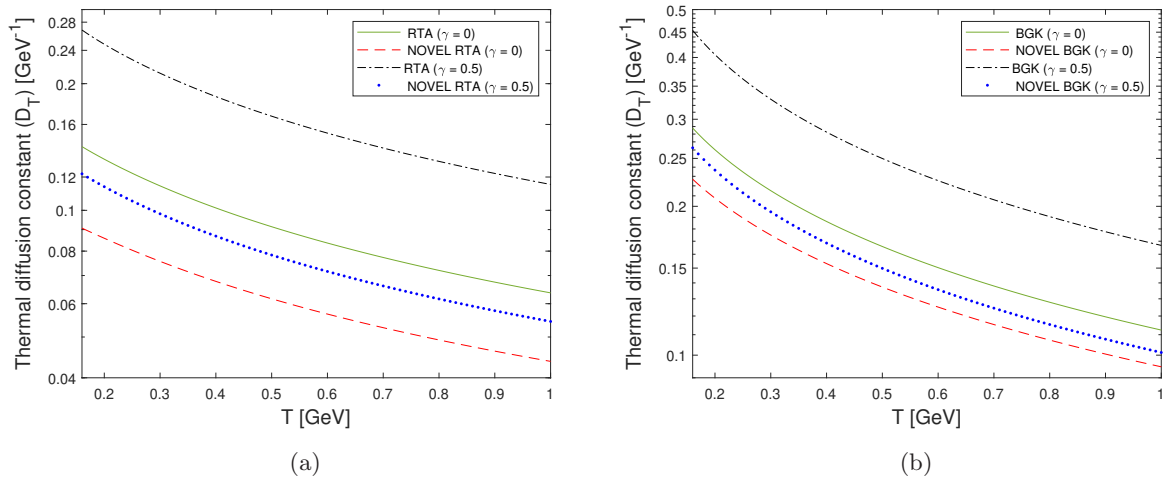 Thermal diffusion constant (D_T) [GeV^-1]
0.28
0.24
0.2
0.16
0.12
0.1
0.08
0.06
0.04
RTA (γ = 0)
NOVEL RTA (γ = 0)
RTA (γ = 0.5)
NOVEL RTA (γ = 0.5)
0.2 0.3 0.4 0.5 0.6 0.7 0.8 0.9 1
T [GeV]
(a)
Thermal diffusion constant (D_T) [GeV^-1]
0.5
0.45
0.4
0.35
0.3
0.25
0.2
0.15
0.1
BGK (γ = 0)
NOVEL BGK (γ = 0)
BGK (γ = 0.5)
NOVEL BGK (γ = 0.5)
0.2 0.3 0.4 0.5 0.6 0.7 0.8 0.9 1
T [GeV]
(b)